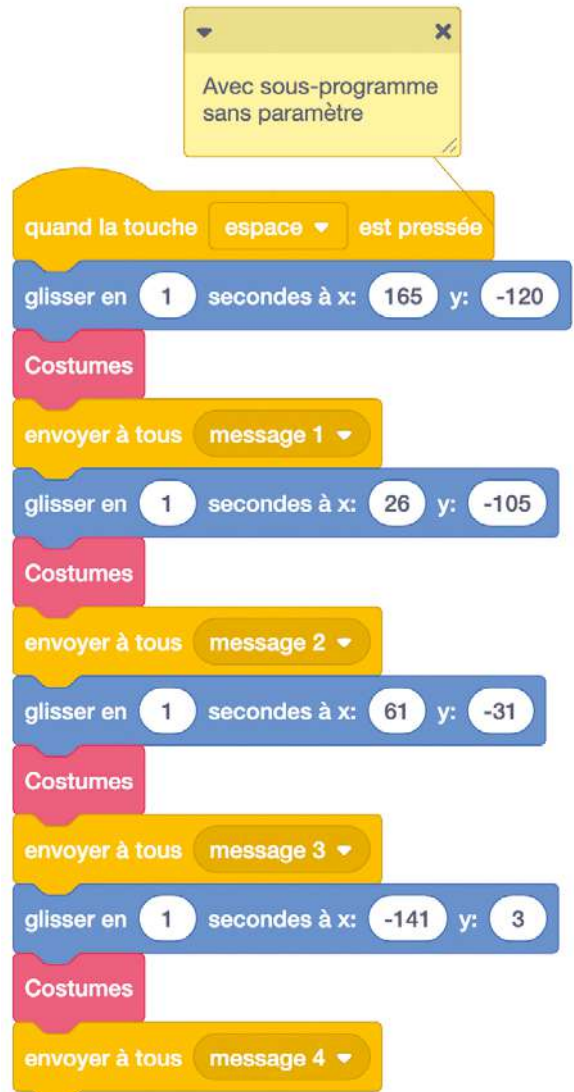 Avec sous-programme
sans paramètre
quand la touche espace est pressée
glisser en 1 secondes à x: 165 y: -120
Costumes
envoyer à tous message 1
glisser en 1 secondes à x: 26 y: -105
Costumes
envoyer à tous message 2
glisser en 1 secondes à x: 61 y: -31
Costumes
envoyer à tous message 3
glisser en 1 secondes à x: -141 y: 3
Costumes
envoyer à tous message 4